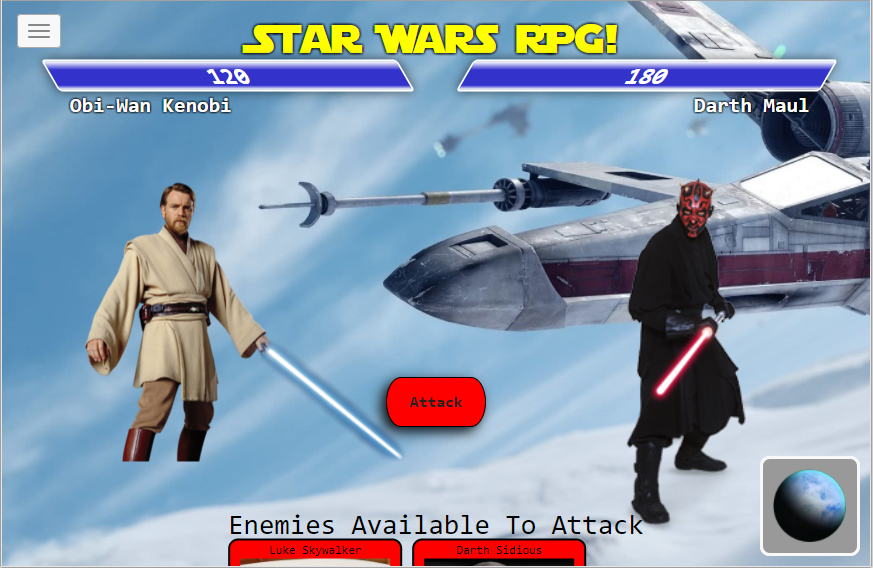 STAR WARS RPG!
120
180
Obi-Wan Kenobi
Darth Maul
Attack
Enemies Available To Attack
Luke Skywalker
Darth Sidious